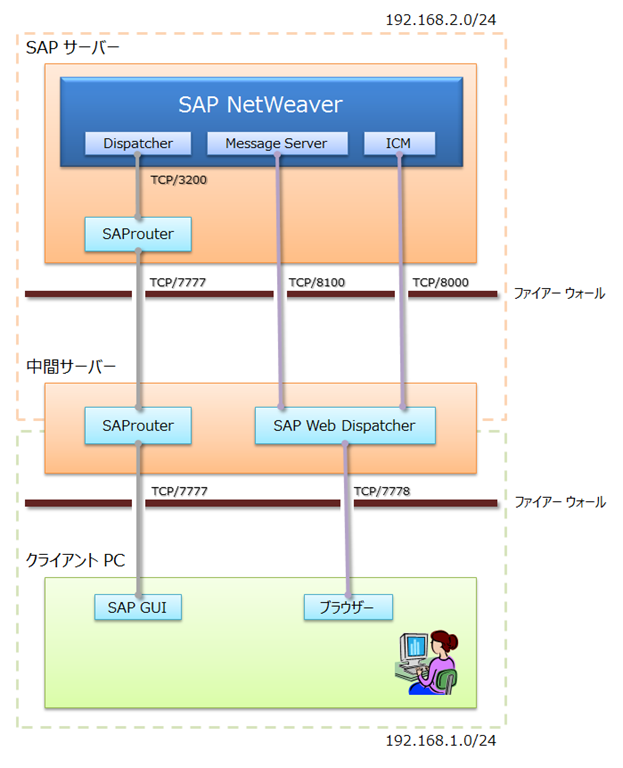 192.168.2.0/24
SAP サーバー
SAP NetWeaver
Dispatcher
Message Server
ICM
TCP/3200
SAProuter
TCP/7777
TCP/8100
TCP/8000
ファイアー ウォール
中間サーバー
SAProuter
SAP Web Dispatcher
TCP/7777
TCP/7778
ファイアー ウォール
クライアント PC
SAP GUI
ブラウザー
192.168.1.0/24